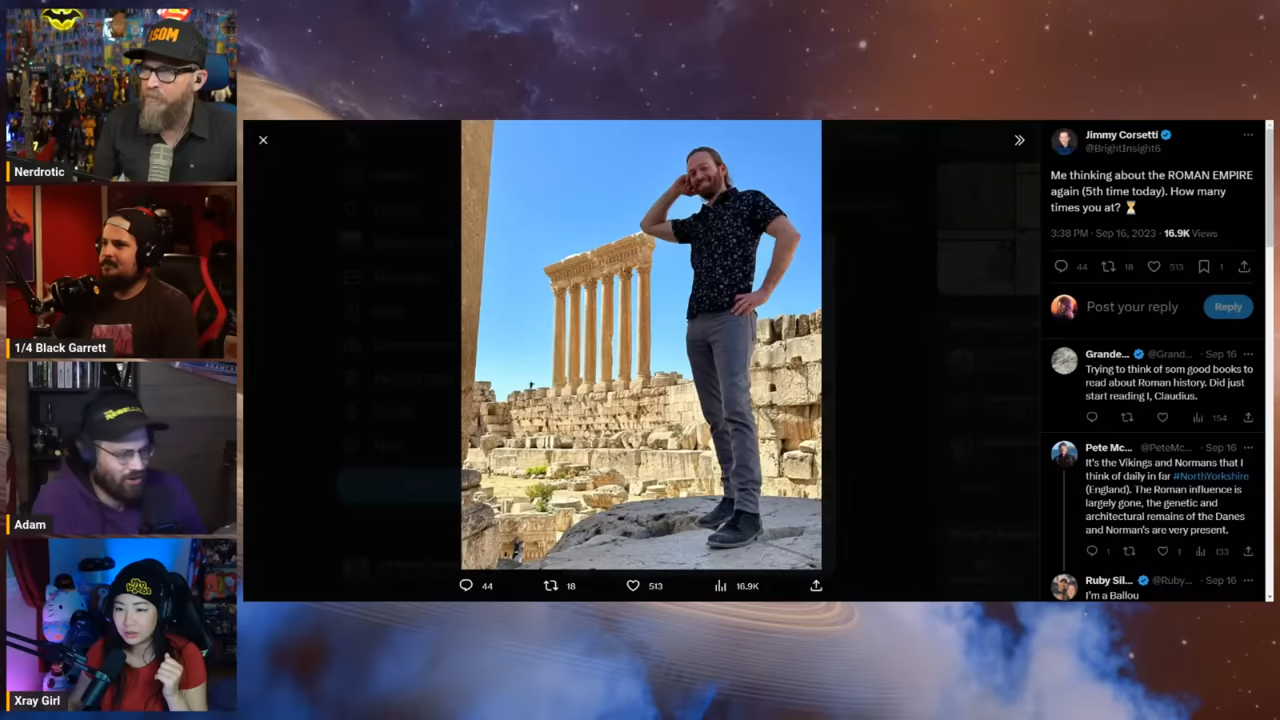 ISOM
Nerdrotic
1/4 Black Garrett
Adam
Xray Girl
44
18
513
16.9K
Jimmy Corsetti
@BrightInsight6
Me thinking about the ROMAN EMPIRE
again (5th time today). How many
times you at? ⏳
3:38 PM · Sep 16, 2023 · 16.9K Views
44
18
513
1
Post your reply
Reply
Grande... @Grand... · Sep 16
Trying to think of som good books to
read about Roman history. Did just
start reading I, Claudius.
154
Pete Mc... @PeteMc... · Sep 16
It's the Vikings and Normans that I
think of daily in far #NorthYorkshire
(England). The Roman influence is
largely gone, the genetic and
architectural remains of the Danes
and Norman's are very present.
1
1
133
Ruby Sil... @Ruby... · Sep 16
I'm a Ballou